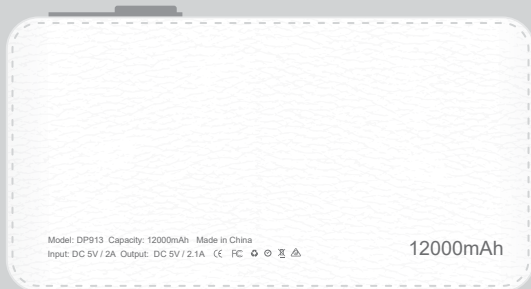 Model: DP913 Capacity: 12000mAh Made in China
Input: DC 5V / 2A Output: DC 5V / 2.1A CE FC
12000mAh